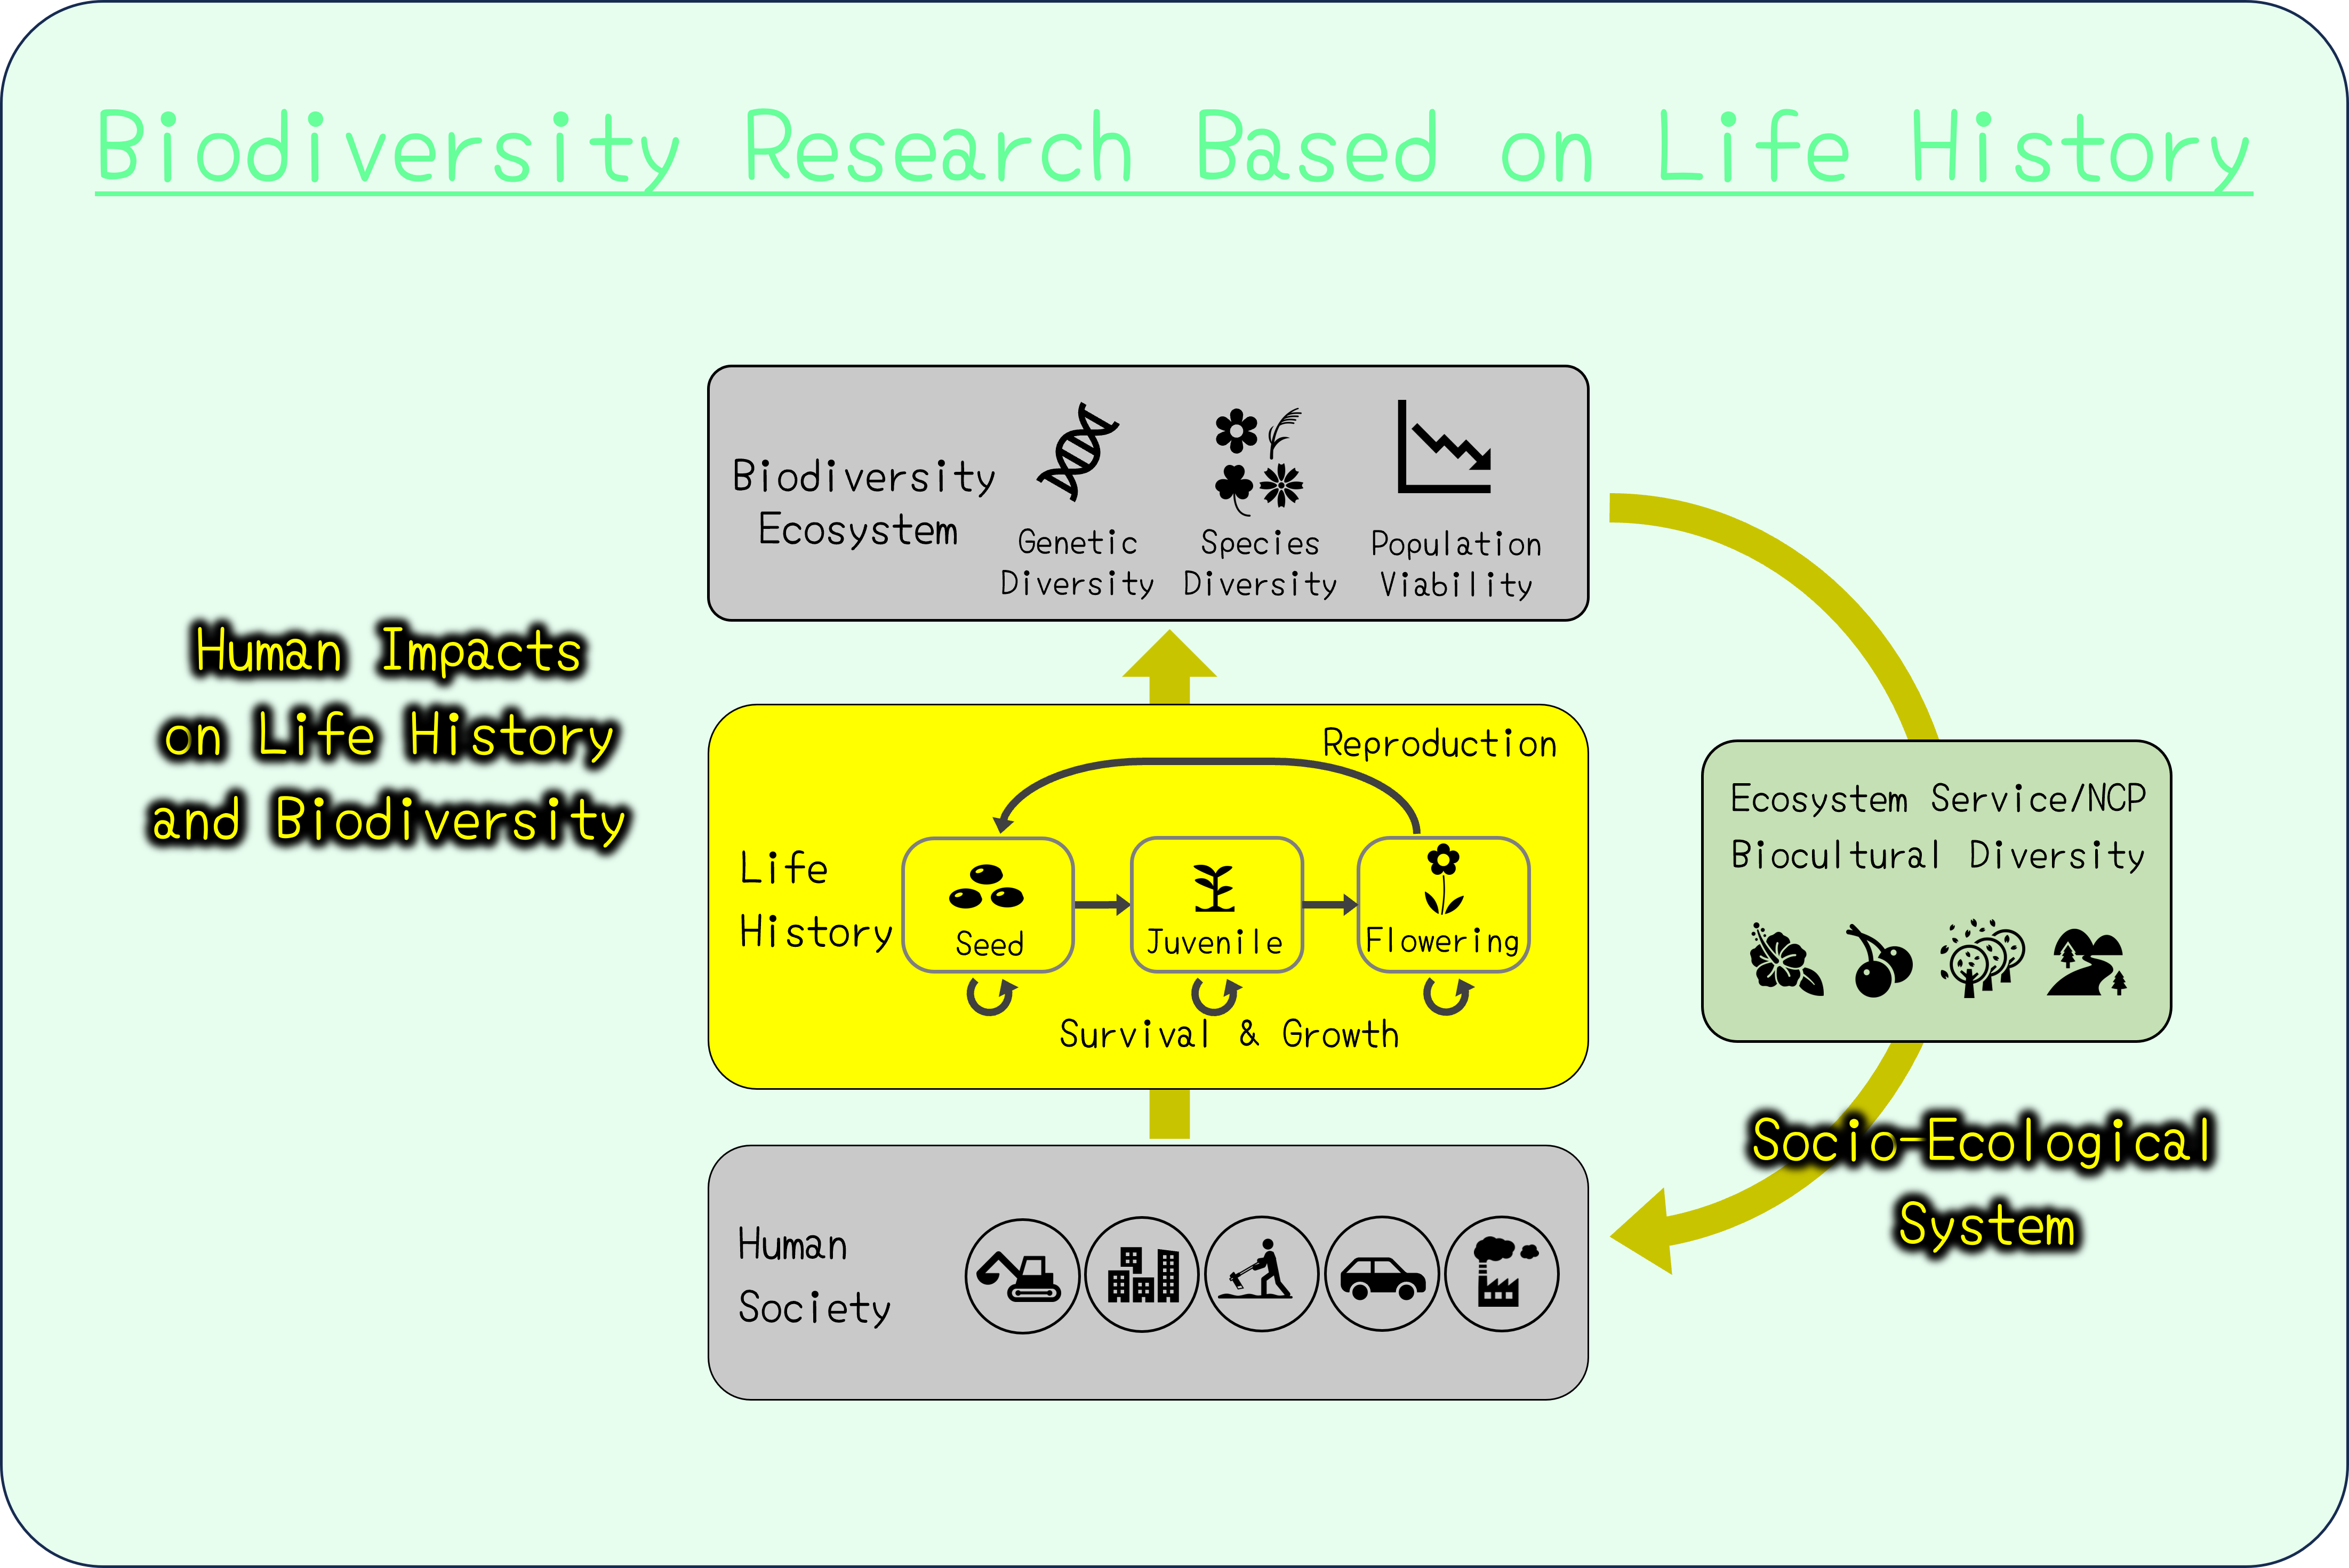 Biodiversity Research Based on Life History
Biodiversity
Ecosystem
Genetic
Diversity
Species
Diversity
Population
Viability
Human Impacts
on Life History
and Biodiversity
Reproduction
Life
History
Seed
Juvenile
Flowering
Survival & Growth
Ecosystem Service/NCP
Biocultural Diversity
Socio-Ecological
System
Human
Society